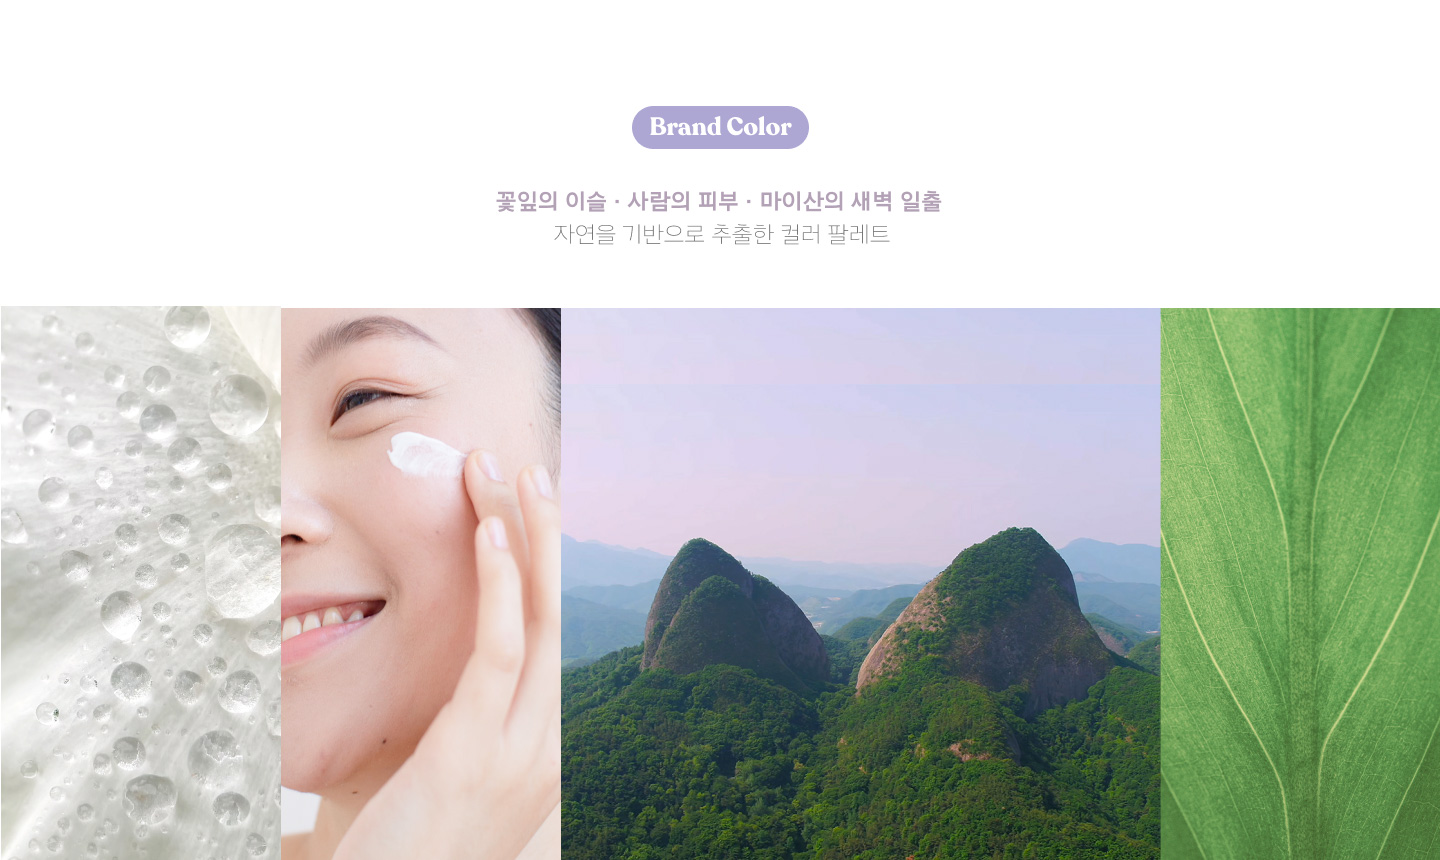 Brand Color
꽃잎의 이슬 · 사람의 피부 · 마이산의 새벽 일출
자연을 기반으로 추출한 컬러 팔레트